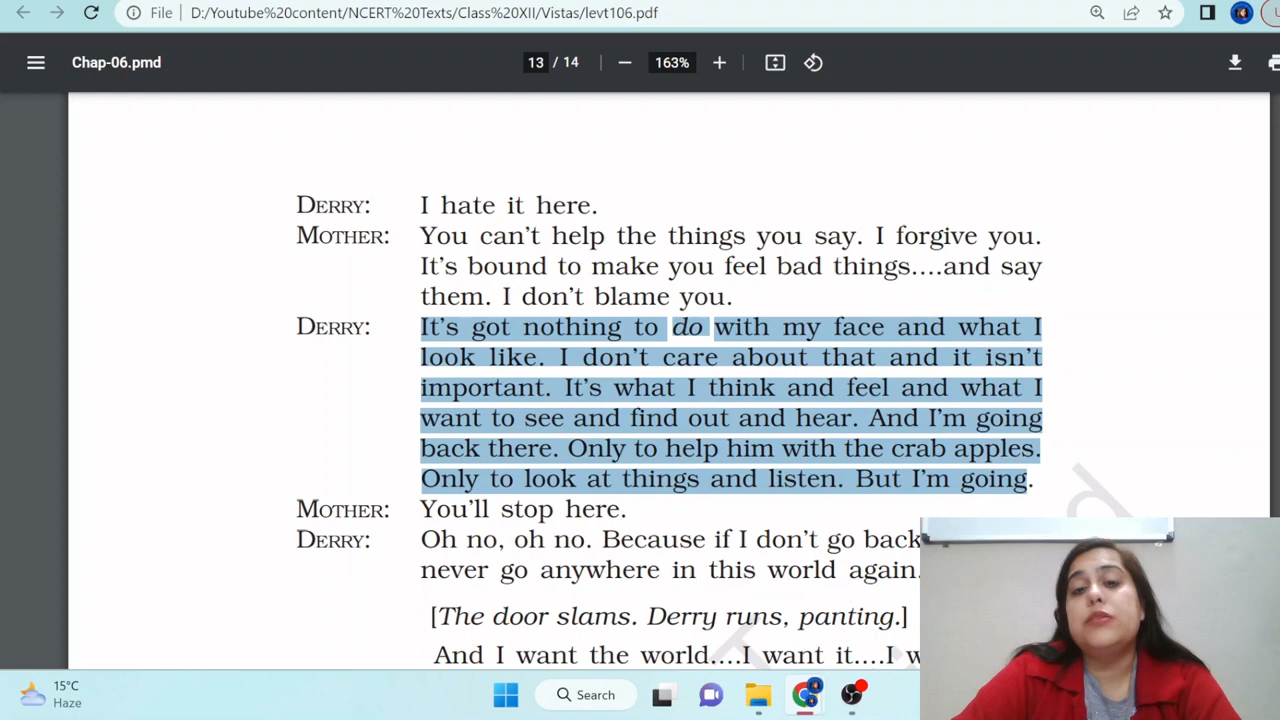 File D:/Youtube%20content/NCERT%20Texts/Class%20XII/Vistas/levt106.pdf
Chap-06.pmd 13 / 14 163%
DERRY: I hate it here.
MOTHER: You can't help the things you say. I forgive you.
It's bound to make you feel bad things....and say
them. I don't blame you.
DERRY: It's got nothing to do with my face and what I
look like. I don't care about that and it isn't
important. It's what I think and feel and what I
want to see and find out and hear. And I'm going
back there. Only to help him with the crab apples.
Only to look at things and listen. But I'm going.
MOTHER: You'll stop here.
DERRY: Oh no, oh no. Because if I don't go back
never go anywhere in this world again.
[The door slams. Derry runs, panting.]
And I want the world....I want it....I
15°C
Haze
Search